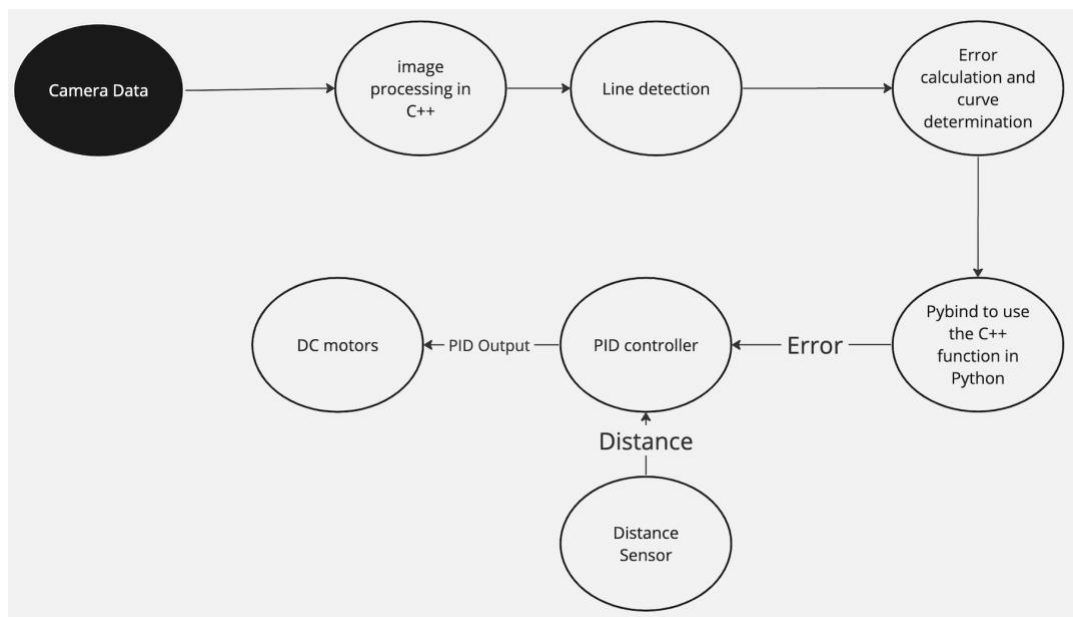 Camera Data
image
processing in
C++
Line detection
Error
calculation and
curve
determination
Pybind to use
the C++
function in
Python
Error
PID controller
PID Output
DC motors
Distance
Distance
Sensor